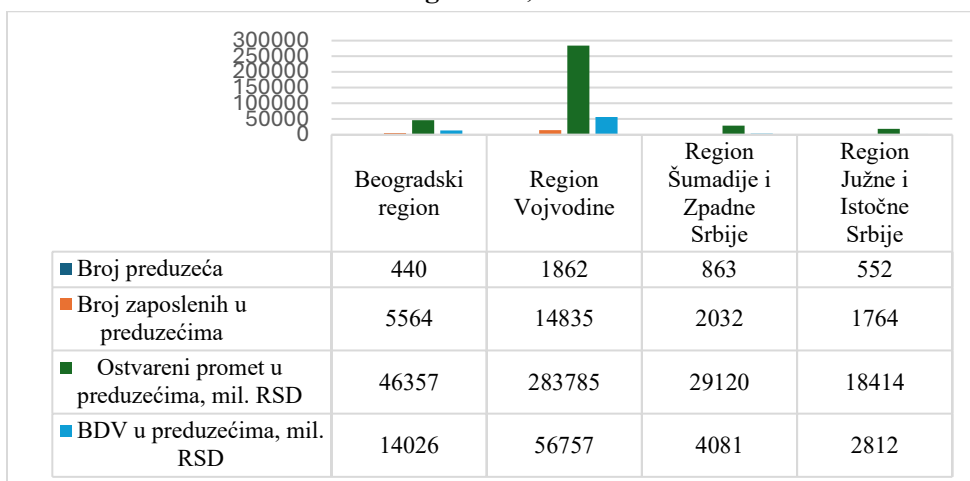 300000
250000
200000
150000
100000
50000
0
Beogradski
region
Region
Vojvodine
Region
Šumadije i
Zpadne
Srbije
Region
Južne i
Istočne
Srbije
Broj preduzeća 440 1862 863 552
Broj zaposlenih u
preduzećima 5564 14835 2032 1764
Ostvareni promet u
preduzećima, mil. RSD 46357 283785 29120 18414
BDV u preduzećima, mil.
RSD 14026 56757 4081 2812